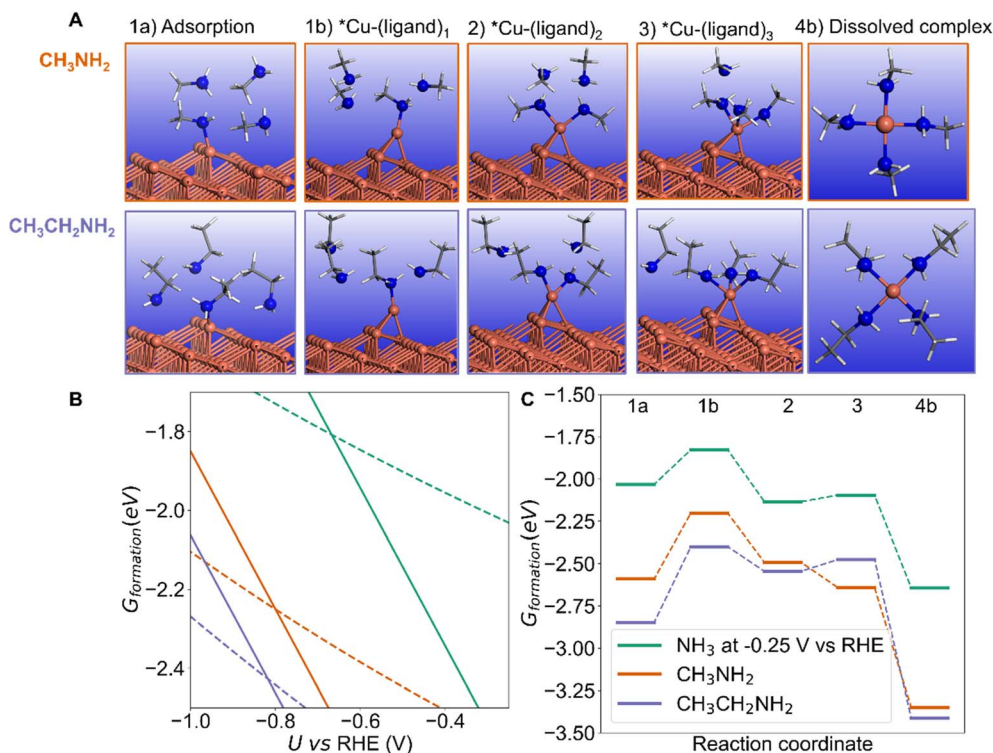 A
1a) Adsorption
1b) *Cu-(ligand)₁
2) *Cu-(ligand)₂
3) *Cu-(ligand)₃
4b) Dissolved complex
CH₃NH₂
CH₃CH₂NH₂
B
−1.8
−2.0
−2.2
−2.4
G_formation(eV)
−1.0
−0.8
−0.6
−0.4
U vs RHE (V)
C
−1.50
−1.75
−2.00
−2.25
−2.50
−2.75
−3.00
−3.25
−3.50
G_formation(eV)
1a
1b
2
3
4b
NH₃ at -0.25 V vs RHE
CH₃NH₂
CH₃CH₂NH₂
Reaction coordinate